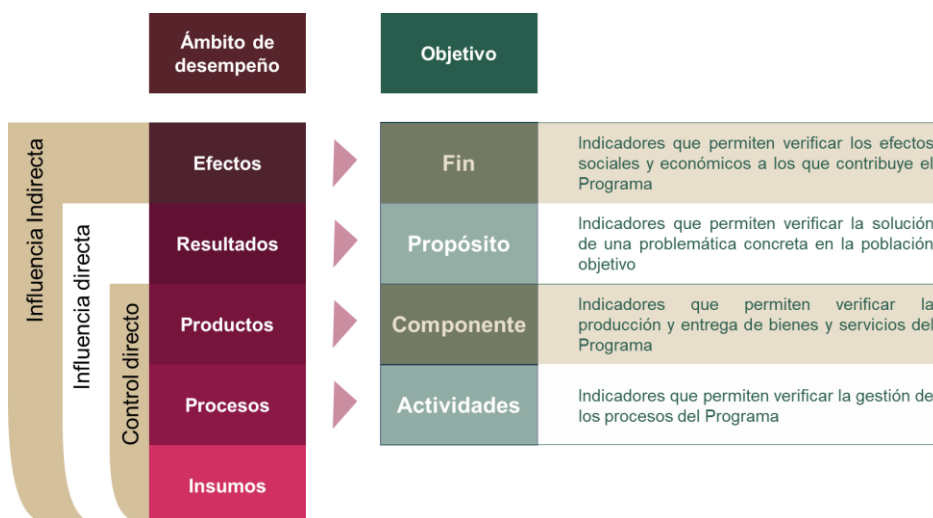 Ámbito de
desempeño
Objetivo
Influencia Indirecta
Influencia directa
Control directo
Efectos
Fin
Indicadores que permiten verificar los efectos
sociales y económicos a los que contribuye el
Programa
Resultados
Propósito
Indicadores que permiten verificar la solución
de una problemática concreta en la población
objetivo
Productos
Componente
Indicadores que permiten verificar la
producción y entrega de bienes y servicios del
Programa
Procesos
Actividades
Indicadores que permiten verificar la gestión de
los procesos del Programa
Insumos